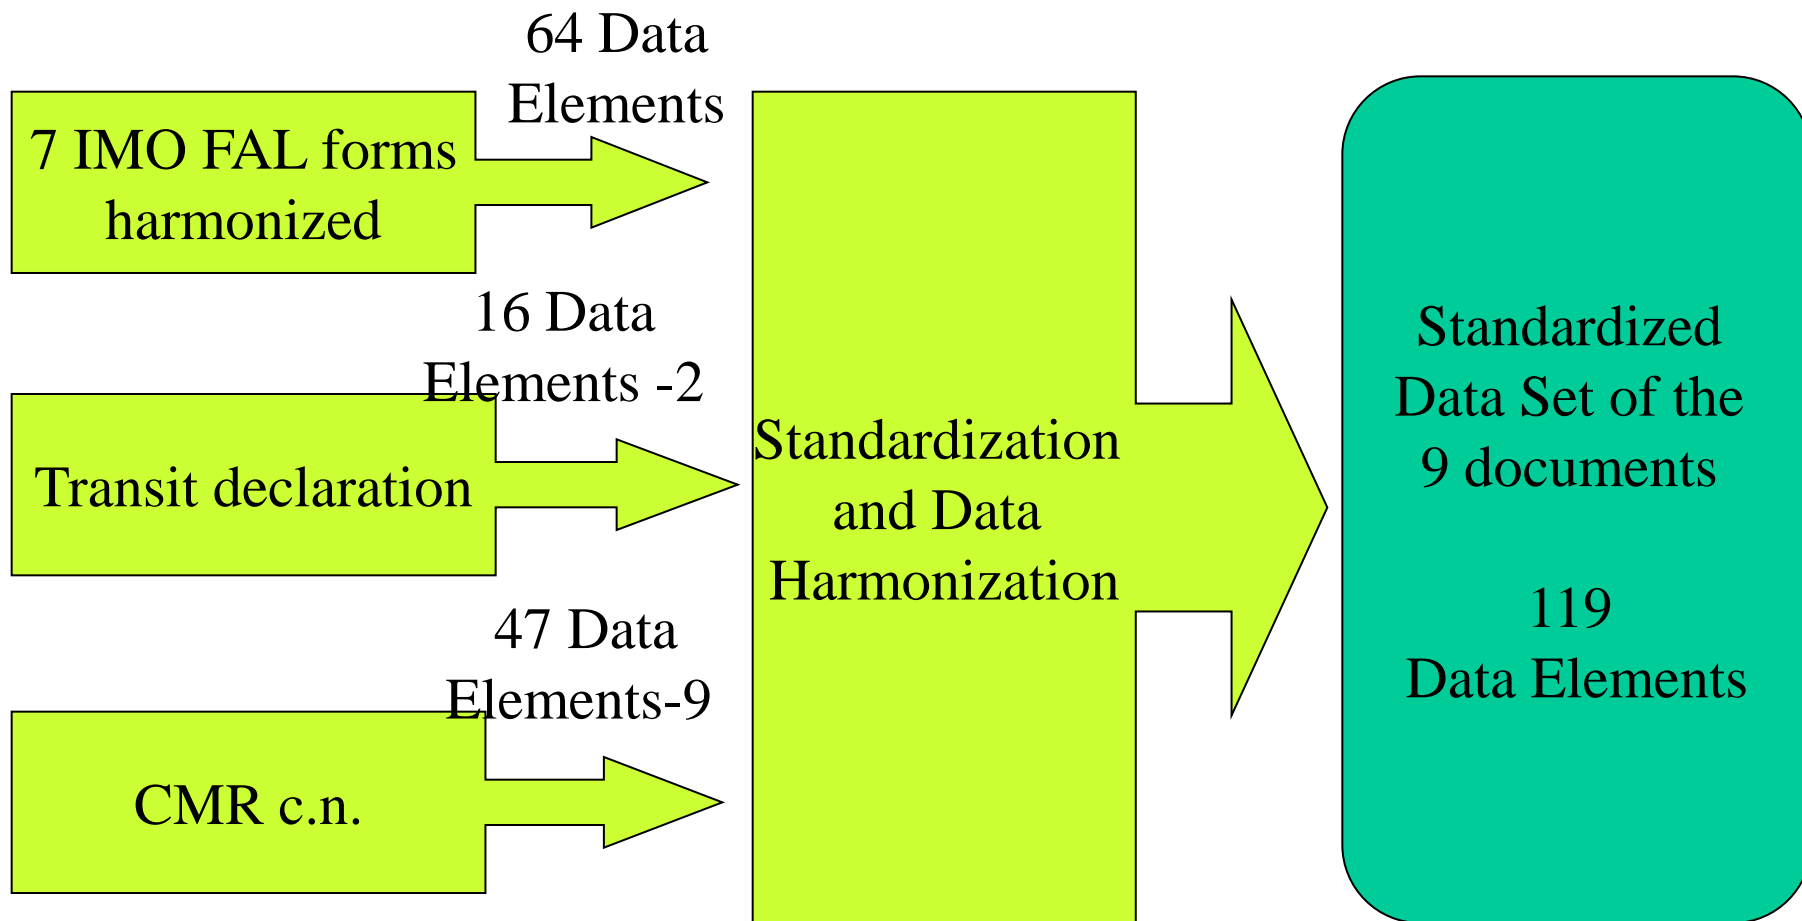 64 Data
Elements
7 IMO FAL forms
harmonized
16 Data
Elements -2
Transit declaration
47 Data
Elements-9
CMR c.n.
Standardization
and Data
Harmonization
Standardized
Data Set of the
9 documents
119
Data Elements